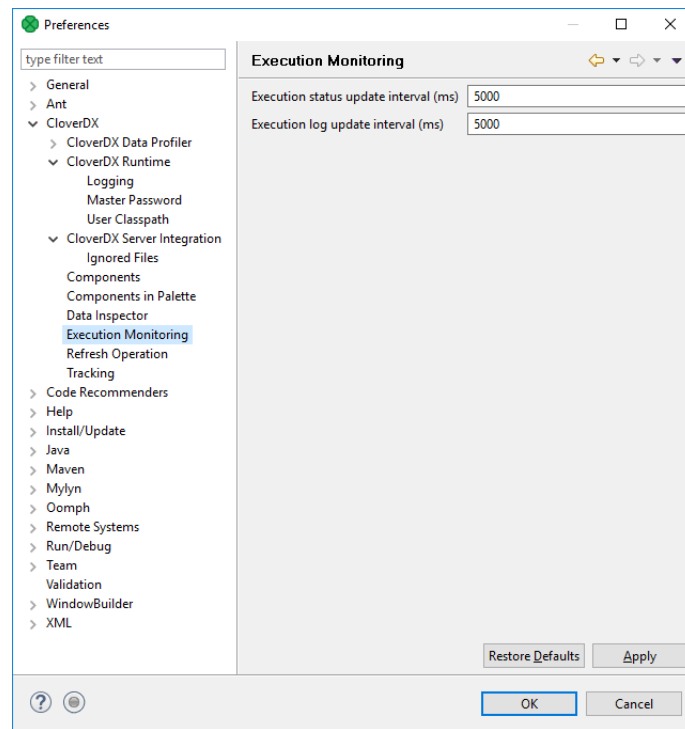 Preferences
type filter text
General
Ant
CloverDX
CloverDX Data Profiler
CloverDX Runtime
Logging
Master Password
User Classpath
CloverDX Server Integration
Ignored Files
Components
Components in Palette
Data Inspector
Execution Monitoring
Refresh Operation
Tracking
Code Recommenders
Help
Install/Update
Java
Maven
Mylyn
Oomph
Remote Systems
Run/Debug
Team
Validation
WindowBuilder
XML
Execution Monitoring
Execution status update interval (ms) 5000
Execution log update interval (ms) 5000
Restore Defaults Apply
? OK Cancel